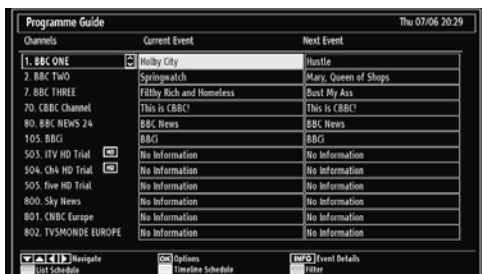 Programme Guide Thu 07/06 20:29
Channels Current Event Next Event
1. BBC ONE Holby City Hustle
2. BBC TWO Springwatch Mary, Queen of Shops
7. BBC THREE Filthy Rich and Homeless Bust My Ass
70. CBBC Channel This is CBBC! This Is CBBC!
80. BBC NEWS 24 BBC News BBC News
105. BBCi BBCi BBCi
503. ITV HD Trial HD No Information No Information
504. Ch4 HD Trial HD No Information No Information
505. five HD Trial No Information No Information
800. Sky News No Information No Information
801. CNBC Europe No Information No Information
802. TV5MONDE EUROPE No Information No Information
Navigate OK Options INFO Event Details
List Schedule Timeline Schedule Filter